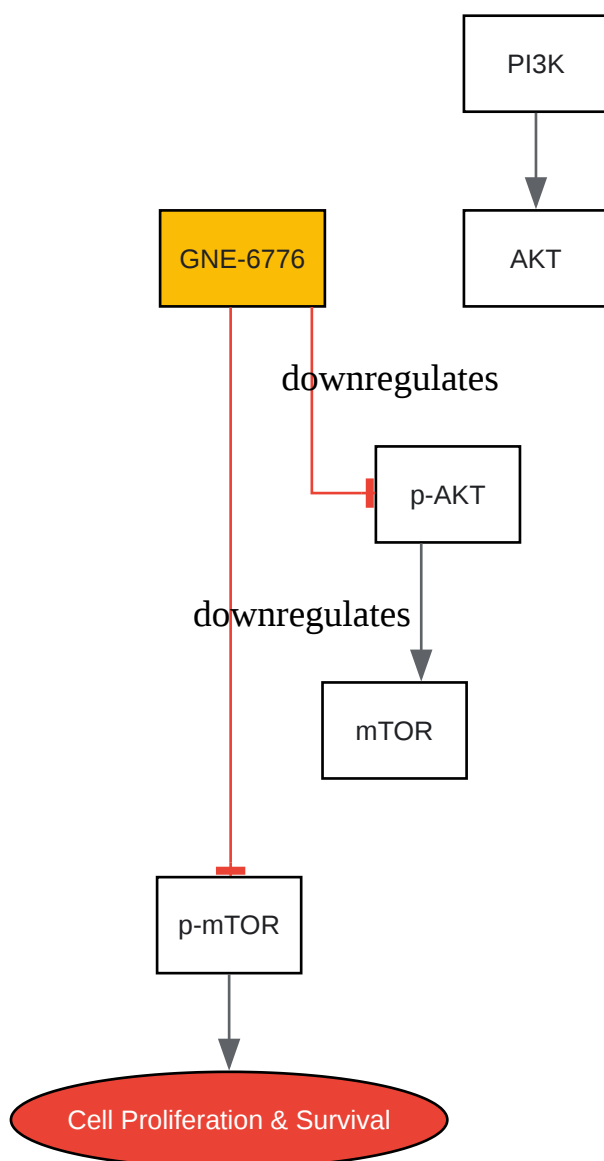 PI3K
GNE-6776
AKT
downregulates
p-AKT
downregulates
mTOR
p-mTOR
Cell Proliferation & Survival